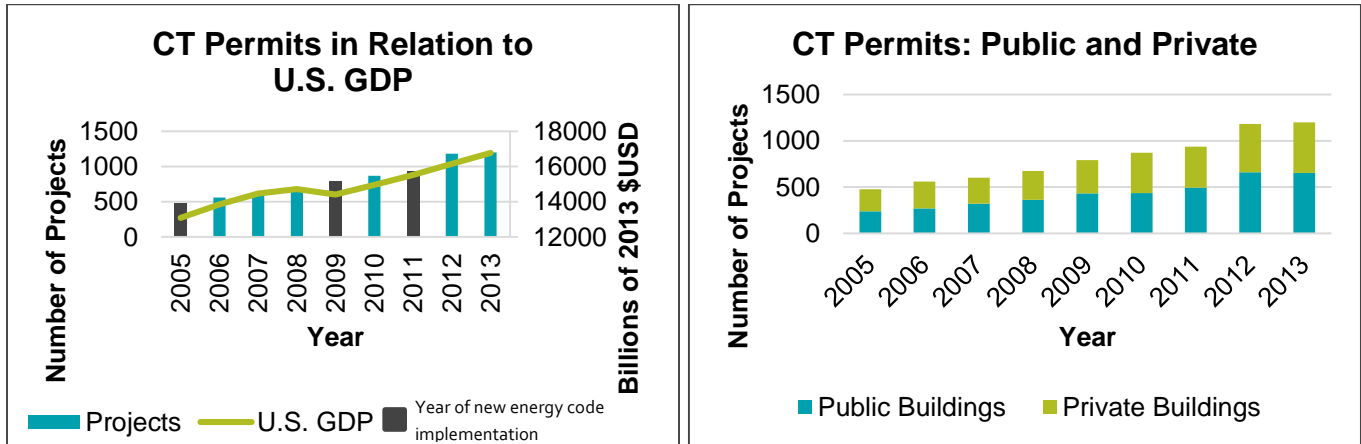 CT Permits in Relation to
U.S. GDP
Number of Projects
1500
1000
500
0
18000
16000
14000
12000
Billions of 2013 $USD
2005
2006
2007
2008
2009
2010
2011
2012
2013
Year
Projects
U.S. GDP
Year of new energy code
implementation
CT Permits: Public and Private
Number of Projects
1500
1000
500
0
2005
2006
2007
2008
2009
2010
2011
2012
2013
Year
Public Buildings
Private Buildings